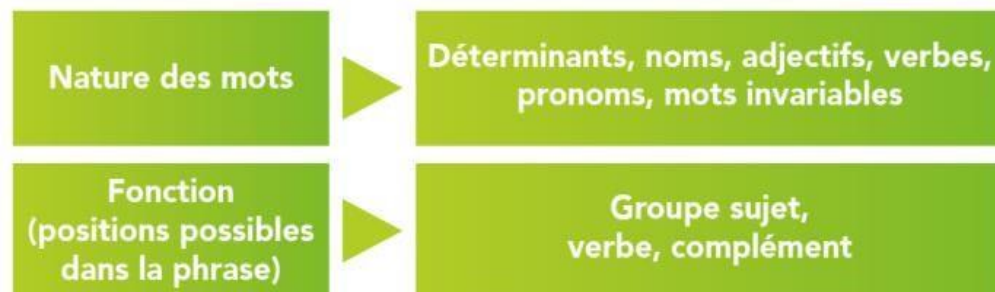 Nature des mots
Déterminants, noms, adjectifs, verbes,
pronoms, mots invariables
Fonction
(positions possibles
dans la phrase)
Groupe sujet,
verbe, complément